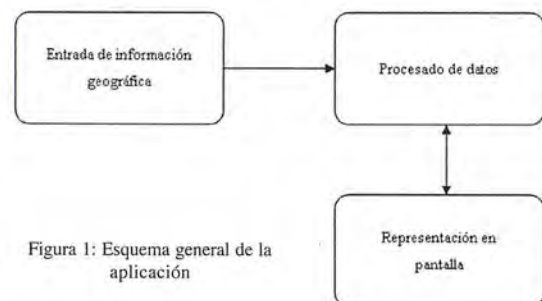 Entrada de información
geográfica
Procesado de datos
Representación en
pantalla
Figura 1: Esquema general de la
aplicación